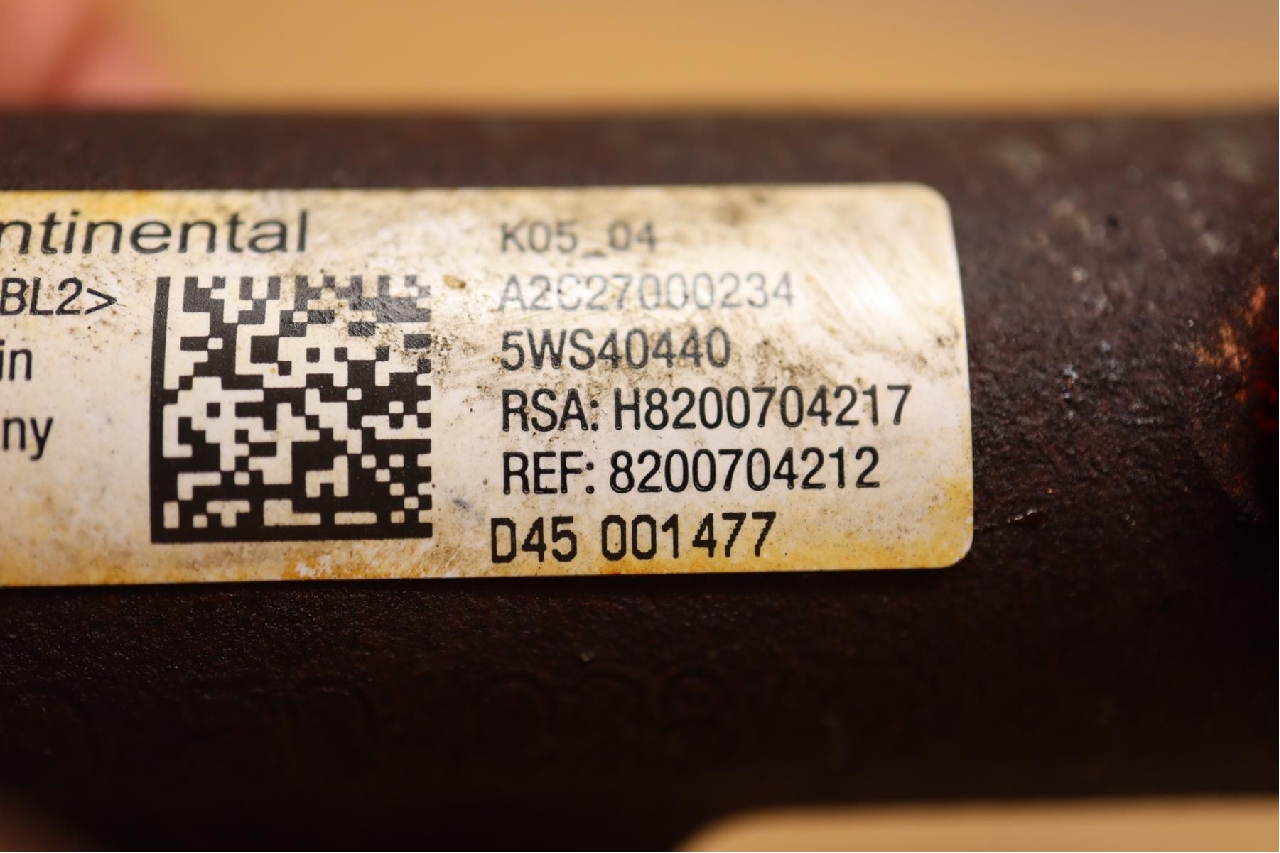 ntinental
BL2>
in
ny
K05_04
A2C27000234
5WS40440
RSA: H8200704217
REF: 8200704212
D45 001477